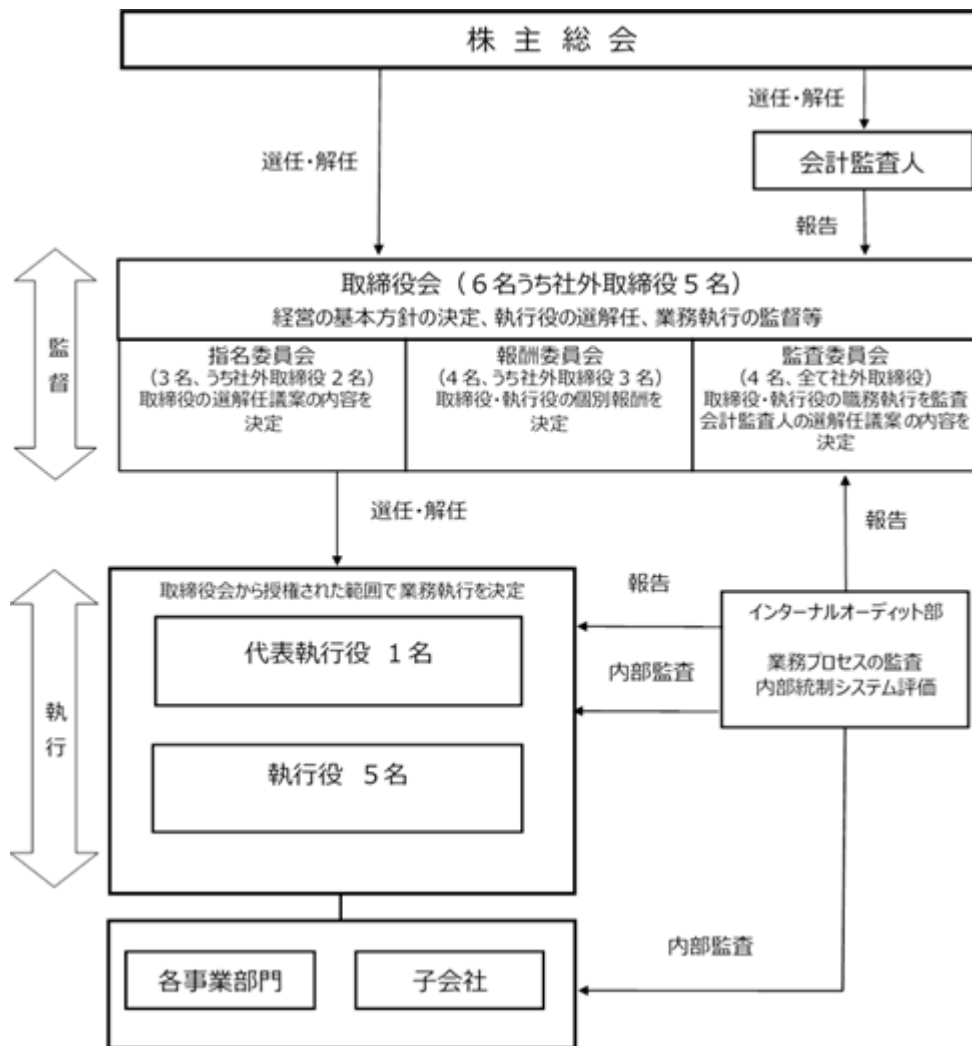 株主総会
選任・解任
選任・解任
会計監査人
報告
監督
取締役会（6名うち社外取締役5名）
経営の基本方針の決定、執行役の選解任、業務執行の監督等
指名委員会
（3名、うち社外取締役2名）
取締役の選解任議案の内容を
決定
報酬委員会
（4名、うち社外取締役3名）
取締役・執行役の個別報酬を
決定
監査委員会
（4名、全て社外取締役）
取締役・執行役の職務執行を監査
会計監査人の選解任議案の内容を
決定
選任・解任
報告
執行
取締役会から授権された範囲で業務執行を決定
代表執行役 1名
執行役 5名
報告
内部監査
インターナルオーディット部
業務プロセスの監査
内部統制システム評価
内部監査
各事業部門
子会社